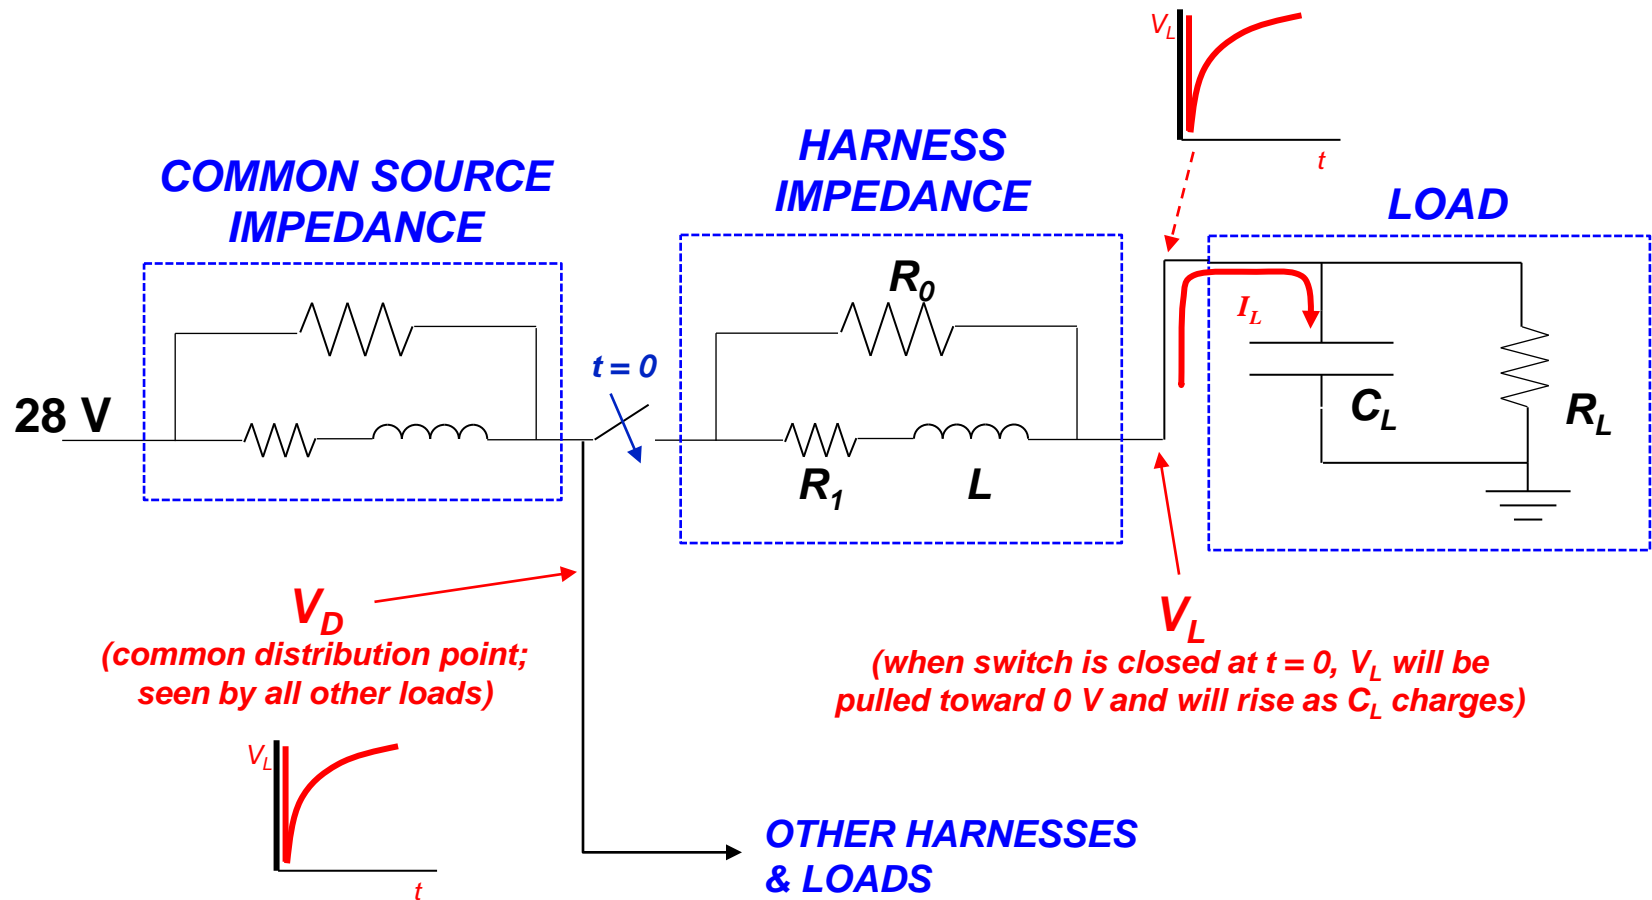 V_L
t
COMMON SOURCE
IMPEDANCE
HARNESS
IMPEDANCE
LOAD
R_0
I_L
t = 0
28 V
C_L
R_L
R_1
L
V_D
(common distribution point;
seen by all other loads)
V_L
(when switch is closed at t = 0, V_L will be
pulled toward 0 V and will rise as C_L charges)
V_L
t
OTHER HARNESSES
& LOADS